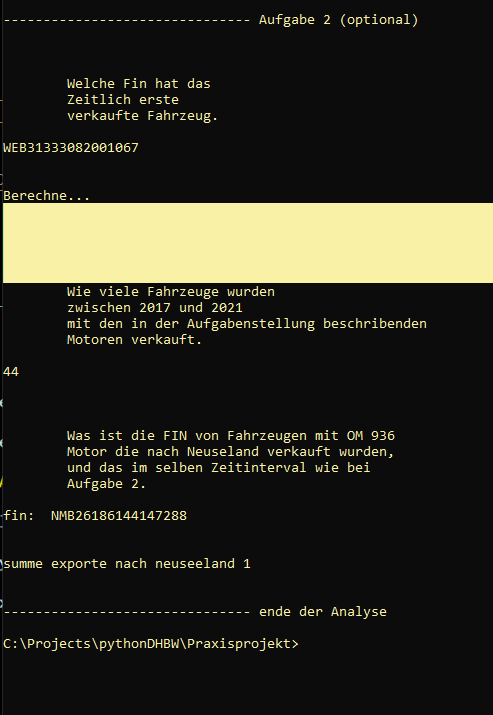 ------------------------------- Aufgabe 2 (optional)
Welche Fin hat das
Zeitlich erste
verkaufte Fahrzeug.
WEB31333082001067
Berechne...
Wie viele Fahrzeuge wurden
zwischen 2017 und 2021
mit den in der Aufgabenstellung beschribenden
Motoren verkauft.
44
Was ist die FIN von Fahrzeugen mit OM 936
Motor die nach Neuseland verkauft wurden,
und das im selben Zeitinterval wie bei
Aufgabe 2.
fin:  NMB26186144147288
summe exporte nach neuseeland 1
------------------------------- ende der Analyse
C:\Projects\pythonDHBW\Praxisprojekt>